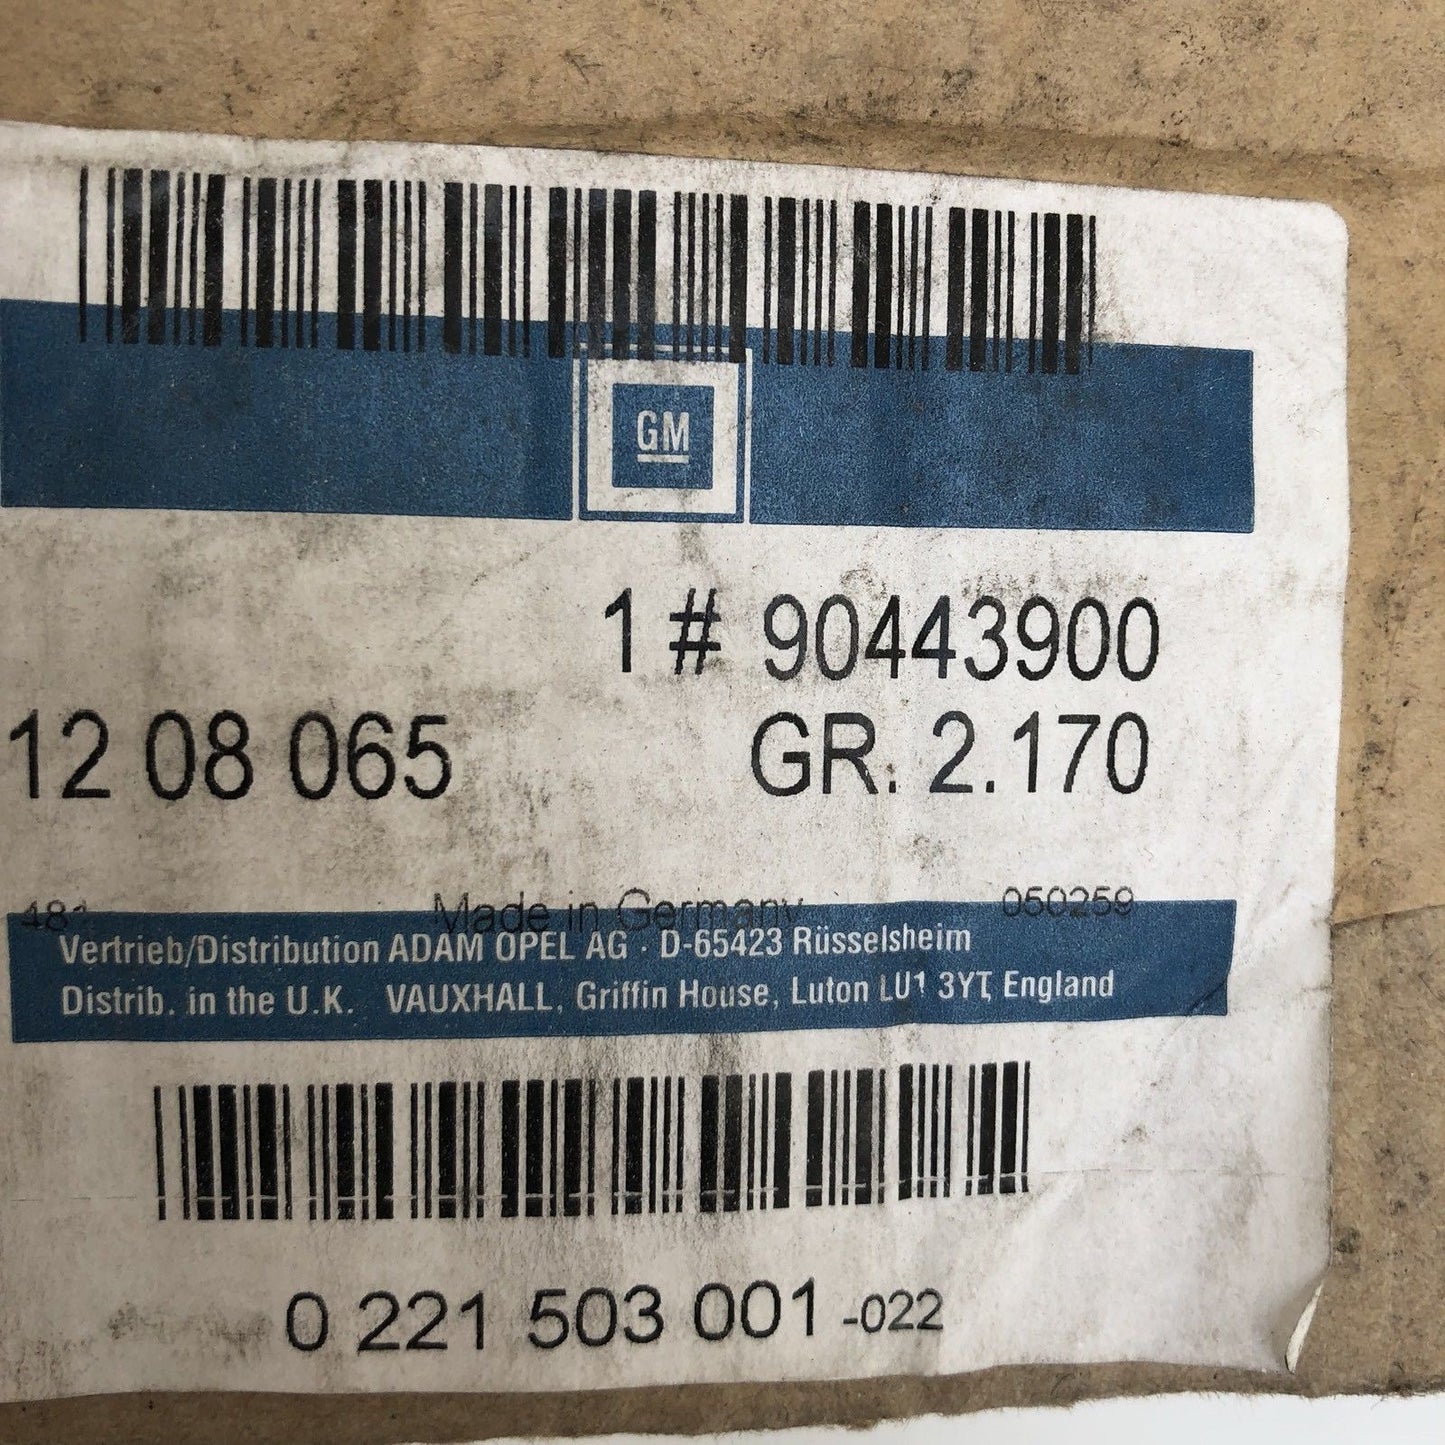 GM
1 # 90443900
12 08 065 GR. 2.170
Made in Germany 050259
Vertrieb/Distribution ADAM OPEL AG · D-65423 Rüsselsheim
Distrib. in the U.K. VAUXHALL, Griffin House, Luton LU1 3YT, England
0 221 503 001 -022